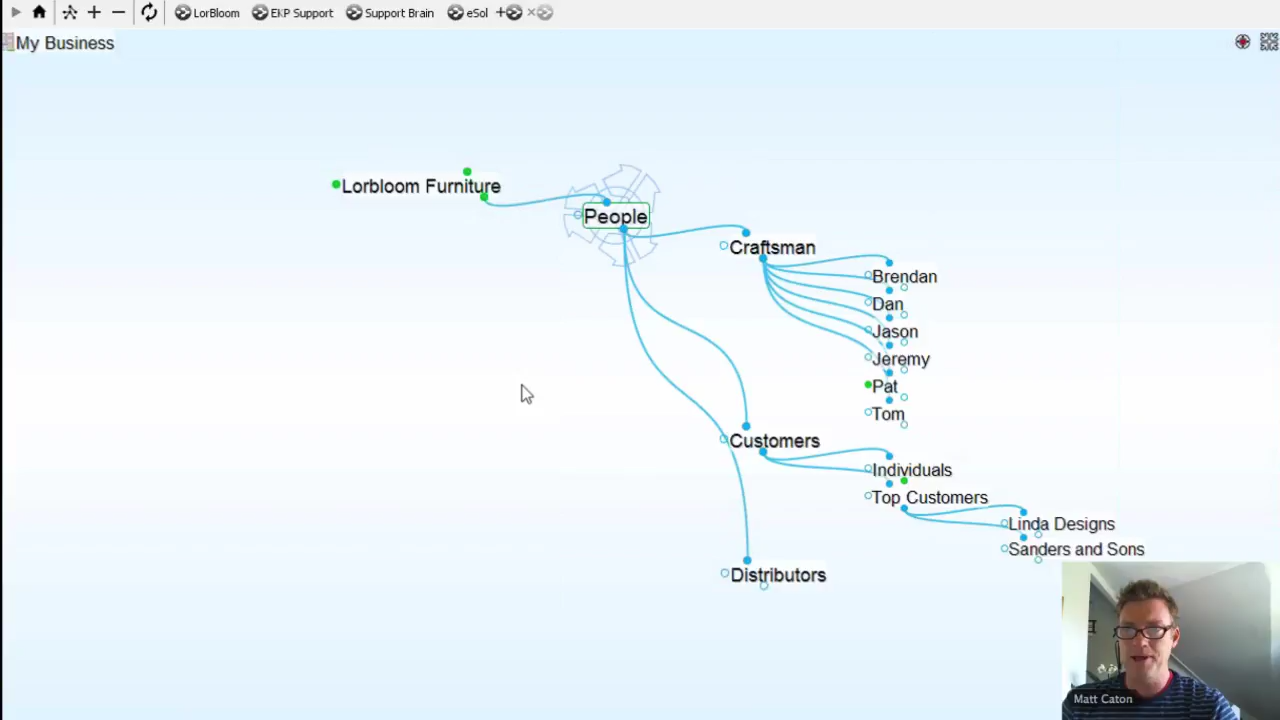 LorBloom EKP Support Support Brain eSol
My Business
Lorbloom Furniture
People
Craftsman
Brendan
Dan
Jason
Jeremy
Pat
Tom
Customers
Individuals
Top Customers
Linda Designs
Sanders and Sons
Distributors
Matt Caton